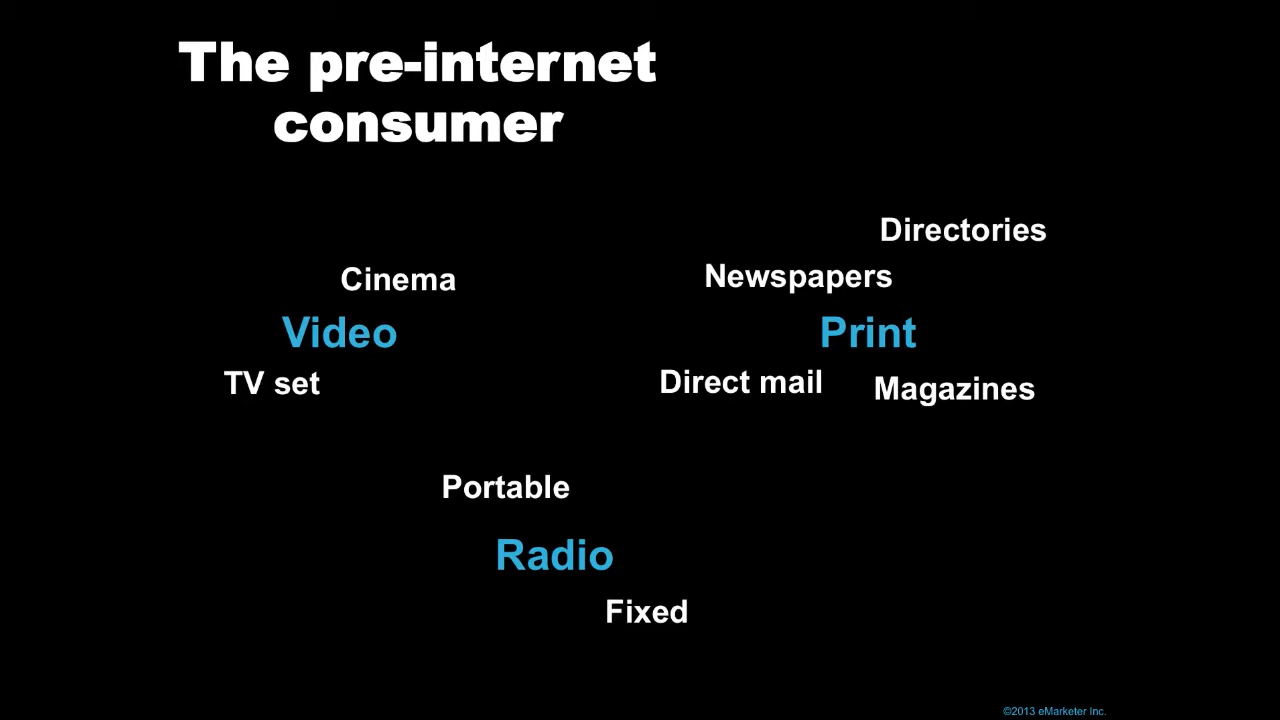 The pre-internet
consumer
Directories
Cinema
Newspapers
Video
Print
TV set
Direct mail
Magazines
Portable
Radio
Fixed
©2013 eMarketer Inc.